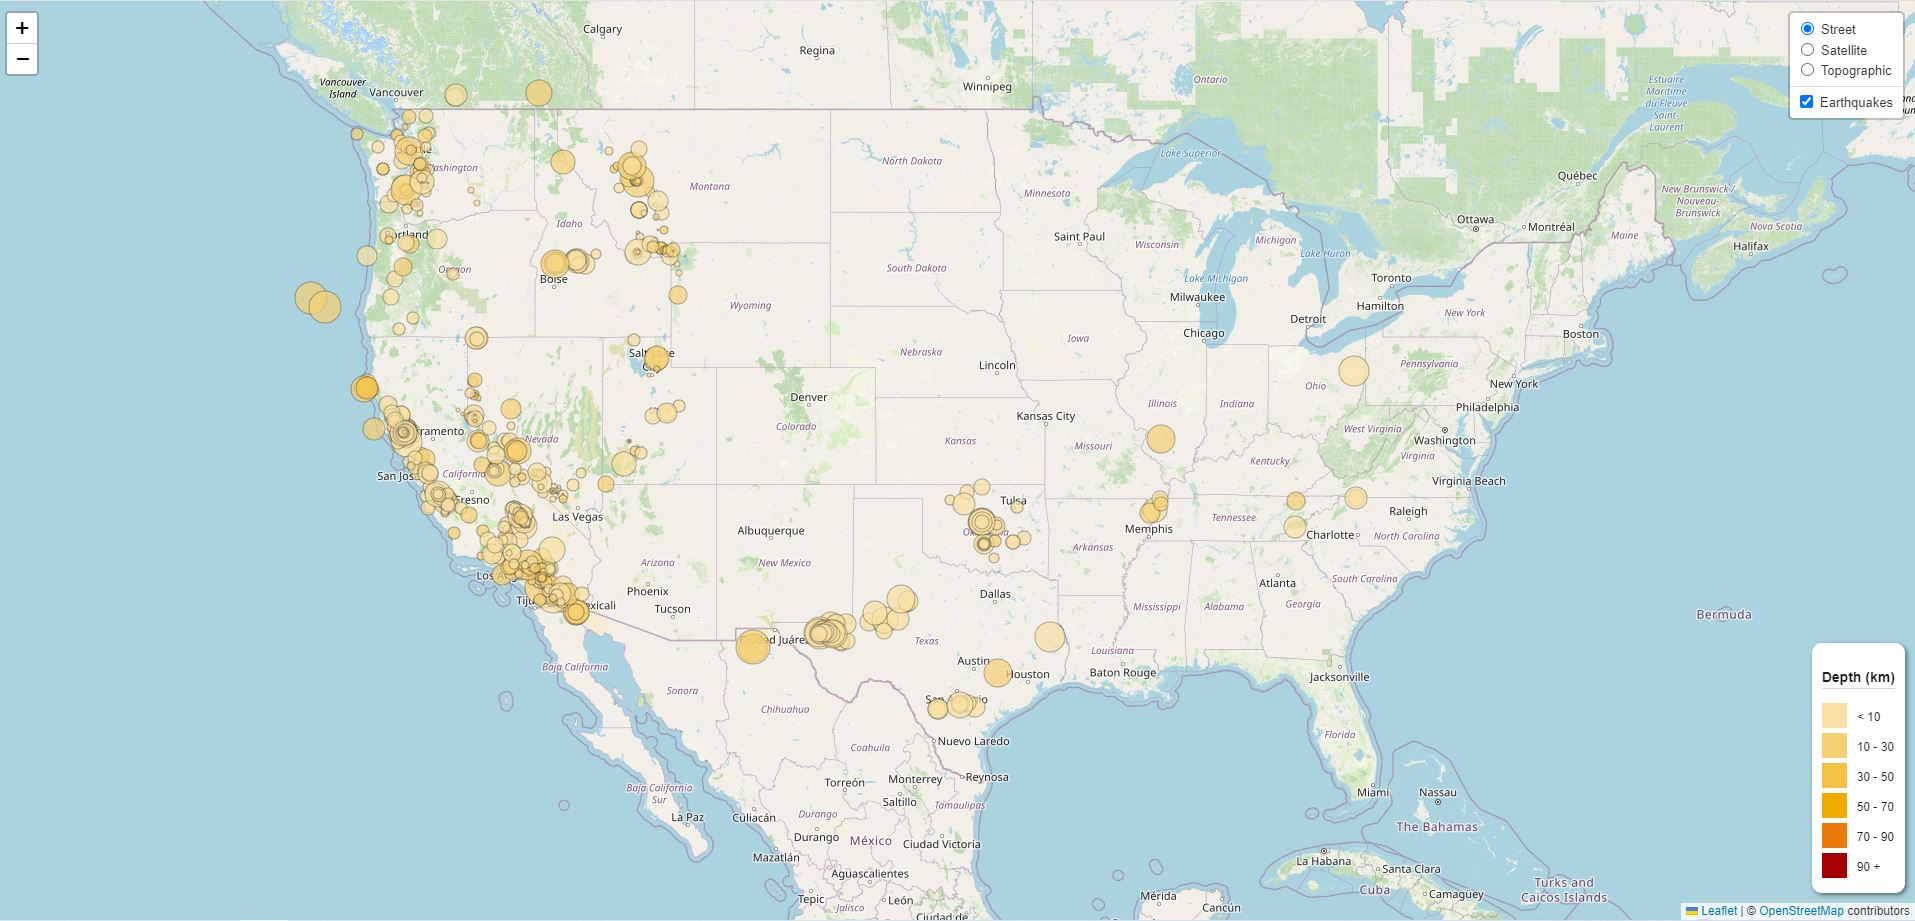 +
−
Street
Satellite
Topographic
Earthquakes
Calgary
Regina
Winnipeg
Ontario
Estuaire
Maritime
du Fleuve
Saint-
Laurent
Vancouver
Island
Vancouver
Washington
North Dakota
Montana
Minnesota
Lake Superior
Québec
New Brunswick /
Nouveau-
Brunswick
Nova Scotia
Halifax
Maine
Ottawa
Montréal
Portland
Idaho
Saint Paul
Wisconsin
Michigan
Lake Huron
Toronto
Oregon
Boise
South Dakota
Lake Michigan
Milwaukee
Hamilton
Wyoming
Detroit
New York
Chicago
Boston
Iowa
Salt Lake
City
Nebraska
Lincoln
Pennsylvania
Ohio
New York
Denver
Philadelphia
Utah
Kansas City
Illinois
Indiana
Colorado
Sacramento
Nevada
Kansas
Missouri
West Virginia
Washington
Virginia
Kentucky
San José
California
Fresno
Virginia Beach
Tulsa
Raleigh
Las Vegas
Tennessee
Albuquerque
Memphis
Oklahoma
Charlotte
North Carolina
Arkansas
Arizona
New Mexico
Los Angeles
Phoenix
Dallas
Atlanta
South Carolina
Tijuana
Mexicali
Tucson
Mississippi
Alabama
Georgia
Bermuda
Ciudad Juárez
Texas
Louisiana
Austin
Houston
Baton Rouge
Jacksonville
Baja California
Sonora
San Antonio
Chihuahua
Florida
Nuevo Laredo
Coahuila
Torreón
Monterrey
Reynosa
Baja California
Sur
Saltillo
Tamaulipas
Miami
Nassau
La Paz
Culiacán
Durango
The Bahamas
Durango
México
Ciudad Victoria
Mazatlán
La Habana
Santa Clara
Aguascalientes
Cuba
Camagüey
Turks and
Caicos Islands
Tepic
León
Jalisco
Mérida
Cancún
Ciudad de
Depth (km)
< 10
10 - 30
30 - 50
50 - 70
70 - 90
90 +
Leaflet | © OpenStreetMap contributors